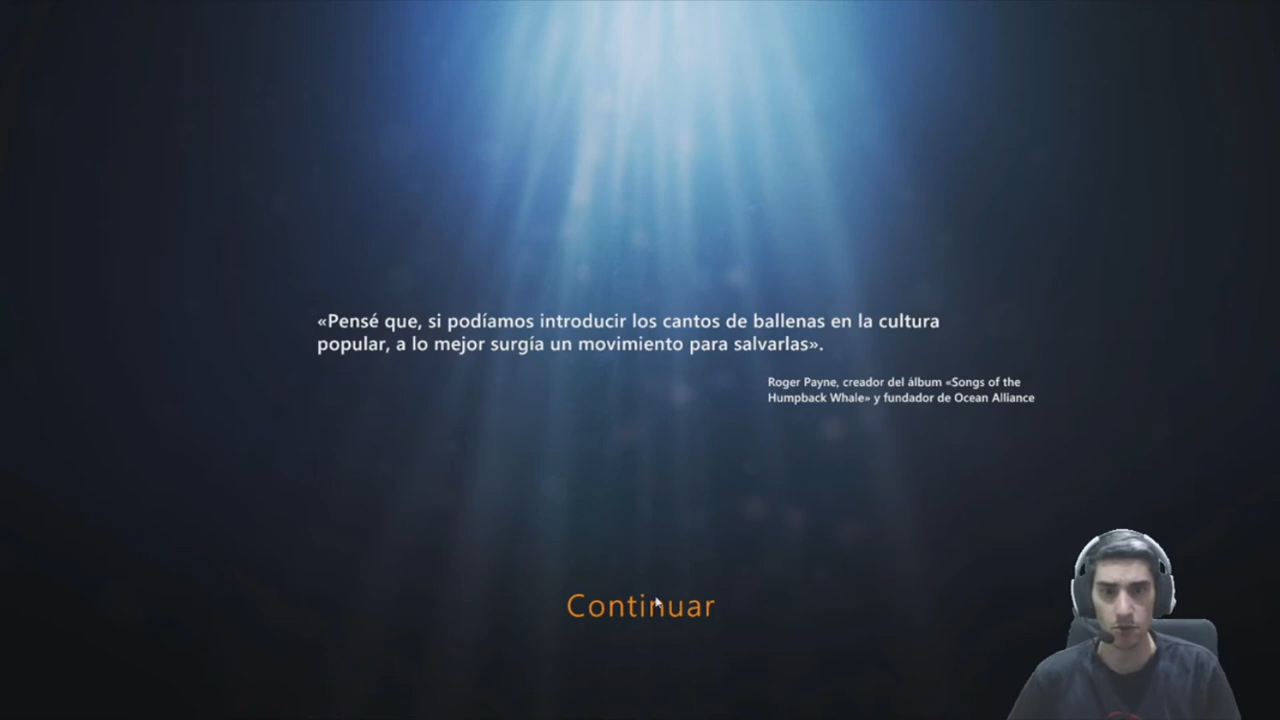 «Pensé que, si podíamos introducir los cantos de ballenas en la cultura
popular, a lo mejor surgía un movimiento para salvarlas».
Roger Payne, creador del álbum «Songs of the
Humpback Whale» y fundador de Ocean Alliance
Continuar